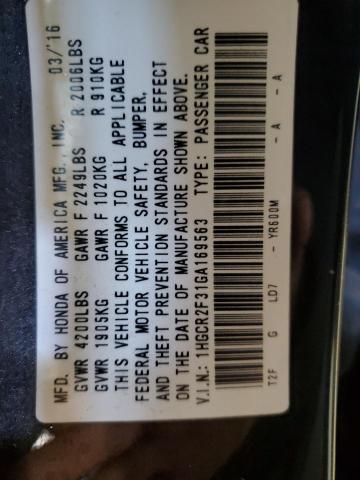 MFD. BY HONDA OF AMERICA MFG., INC. 03/'16
GVWR 4200LBS GAWR F 2249LBS R 2006LBS
GVWR 1905KG GAWR F 1020KG R 910KG
THIS VEHICLE CONFORMS TO ALL APPLICABLE
FEDERAL MOTOR VEHICLE SAFETY, BUMPER,
AND THEFT PREVENTION STANDARDS IN EFFECT
ON THE DATE OF MANUFACTURE SHOWN ABOVE.
V.I.N.: 1HGCR2F31GA169563 TYPE: PASSENGER CAR
T2F G LD7 - YR600M - A - A